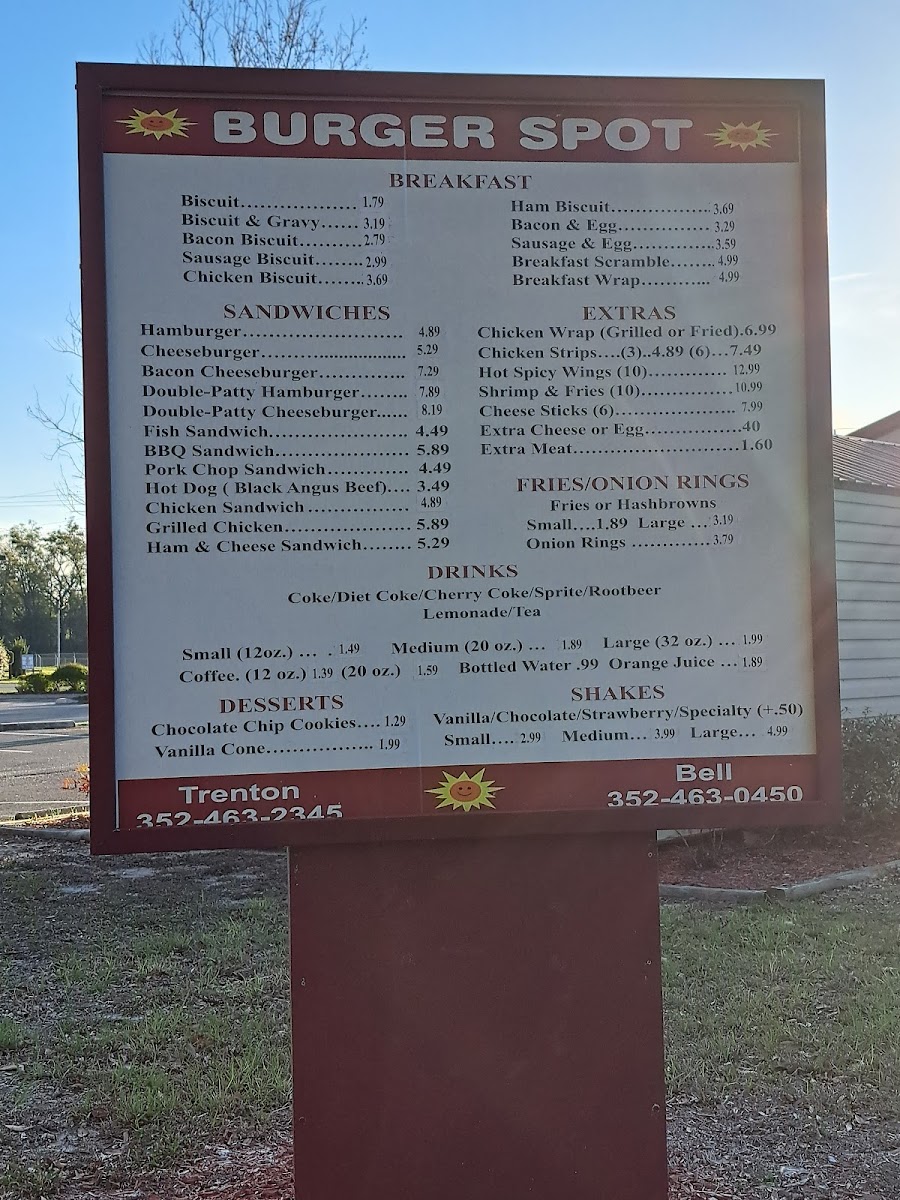 BURGER SPOT
BREAKFAST
Biscuit................. 1.79
Biscuit & Gravy...... 3.19
Bacon Biscuit.......... 2.79
Sausage Biscuit........ 2.99
Chicken Biscuit........ 3.69
Ham Biscuit................. 3.69
Bacon & Egg................ 3.29
Sausage & Egg.............. 3.59
Breakfast Scramble........ 4.99
Breakfast Wrap............ 4.99
SANDWICHES
Hamburger........................... 4.89
Cheeseburger........................ 5.29
Bacon Cheeseburger.............. 7.29
Double-Patty Hamburger........ 7.89
Double-Patty Cheeseburger...... 8.19
Fish Sandwich....................... 4.49
BBQ Sandwich....................... 5.89
Pork Chop Sandwich............. 4.49
Hot Dog ( Black Angus Beef).... 3.49
Chicken Sandwich ................. 4.89
Grilled Chicken..................... 5.89
Ham & Cheese Sandwich........ 5.29
EXTRAS
Chicken Wrap (Grilled or Fried).6.99
Chicken Strips....(3)..4.89 (6)...7.49
Hot Spicy Wings (10)............. 12.99
Shrimp & Fries (10)............... 10.99
Cheese Sticks (6).................... 7.99
Extra Cheese or Egg................40
Extra Meat............................1.60
FRIES/ONION RINGS
Fries or Hashbrowns
Small....1.89 Large ... 3.19
Onion Rings ............. 3.79
DRINKS
Coke/Diet Coke/Cherry Coke/Sprite/Rootbeer
Lemonade/Tea
Small (12oz.) ... . 1.49 Medium (20 oz.) ... 1.89 Large (32 oz.) ... 1.99
Coffee. (12 oz.) 1.39 (20 oz.) 1.59 Bottled Water .99 Orange Juice ... 1.89
DESSERTS
Chocolate Chip Cookies.... 1.29
Vanilla Cone................ 1.99
SHAKES
Vanilla/Chocolate/Strawberry/Specialty (+.50)
Small.... 2.99 Medium... 3.99 Large... 4.99
Trenton
352-463-2345
Bell
352-463-0450